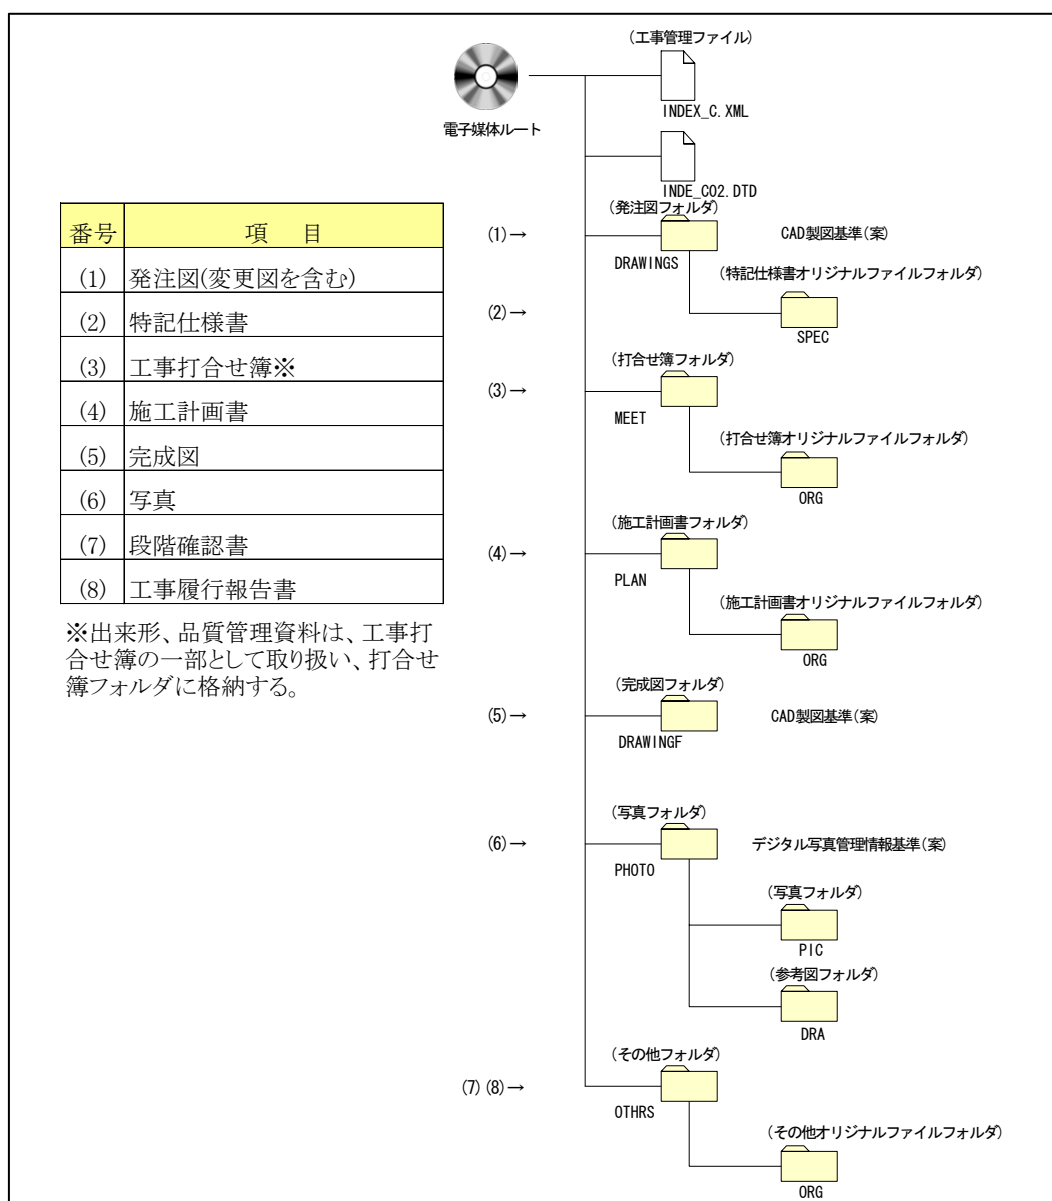 (工事管理ファイル)
INDEX_C.XML
電子媒体ルート
INDE_C02.DTD
番号 項 目
(1) 発注図(変更図を含む)
(2) 特記仕様書
(3) 工事打合せ簿※
(4) 施工計画書
(5) 完成図
(6) 写真
(7) 段階確認書
(8) 工事履行報告書
※出来形、品質管理資料は、工事打
合せ簿の一部として取り扱い、打合せ
簿フォルダに格納する。
(発注図フォルダ)
(1)→
CAD製図基準(案)
DRAWINGS
(特記仕様書オリジナルファイルフォルダ)
(2)→
SPEC
(打合せ簿フォルダ)
(3)→
MEET
(打合せ簿オリジナルファイルフォルダ)
ORG
(施工計画書フォルダ)
(4)→
PLAN
(施工計画書オリジナルファイルフォルダ)
ORG
(完成図フォルダ)
(5)→
CAD製図基準(案)
DRAWINGF
(写真フォルダ)
(6)→
デジタル写真管理情報基準(案)
PHOTO
(写真フォルダ)
PIC
(参考図フォルダ)
DRA
(その他フォルダ)
(7)(8)→
OTHRS
(その他オリジナルファイルフォルダ)
ORG